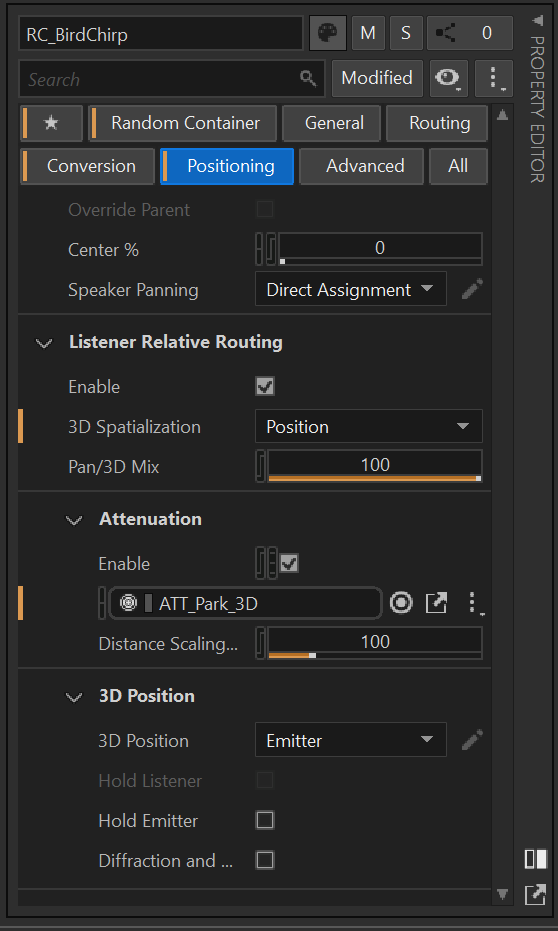 RC_BirdChirp M S 0
Search Modified
PROPERTY EDITOR
Random Container General Routing
Conversion Positioning Advanced All
Override Parent
Center % 0
Speaker Panning Direct Assignment
Listener Relative Routing
Enable
3D Spatialization Position
Pan/3D Mix 100
Attenuation
Enable
ATT_Park_3D
Distance Scaling... 100
3D Position
3D Position Emitter
Hold Listener
Hold Emitter
Diffraction and ...